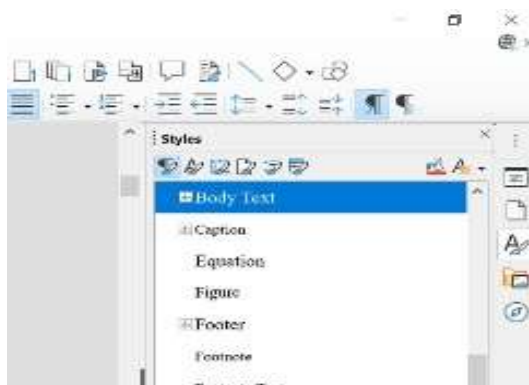 Styles
Body Text
Caption
Equation
Figure
Footer
Footnote